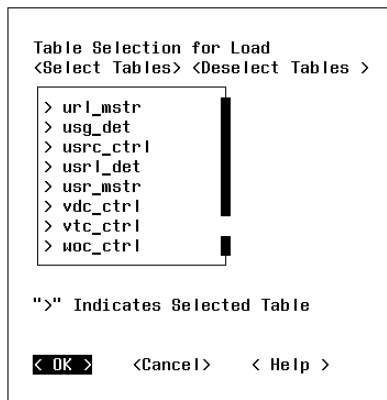 Table Selection for Load
<Select Tables> <Deselect Tables >
> url_mstr
> usg_det
> usrc_ctrl
> usrl_det
> usr_mstr
> vdc_ctrl
> vtc_ctrl
> woc_ctrl
">" Indicates Selected Table
< OK > <Cancel> < Help >